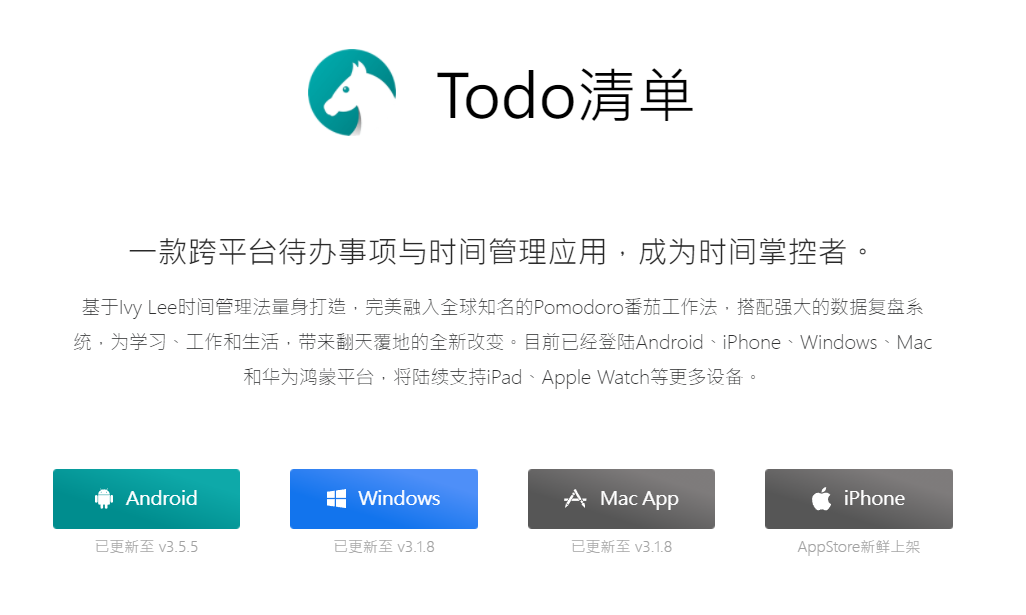 Todo清单
一款跨平台待办事项与时间管理应用，成为时间掌控者。
基于Ivy Lee时间管理法量身打造，完美融入全球知名的Pomodoro番茄工作法，搭配强大的数据复盘系
统，为学习、工作和生活，带来翻天覆地的全新改变。目前已经登陆Android、iPhone、Windows、Mac
和华为鸿蒙平台，将陆续支持iPad、Apple Watch等更多设备。
Android
Windows
Mac App
iPhone
已更新至 v3.5.5
已更新至 v3.1.8
已更新至 v3.1.8
AppStore新鲜上架